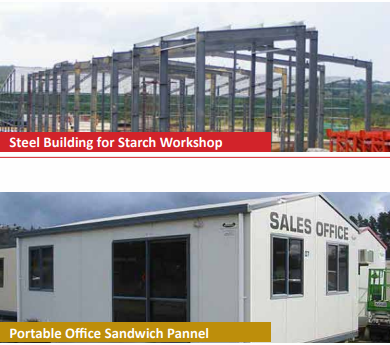 Steel Building for Starch Workshop
SALES OFFICE
Portable Office Sandwich Pannel